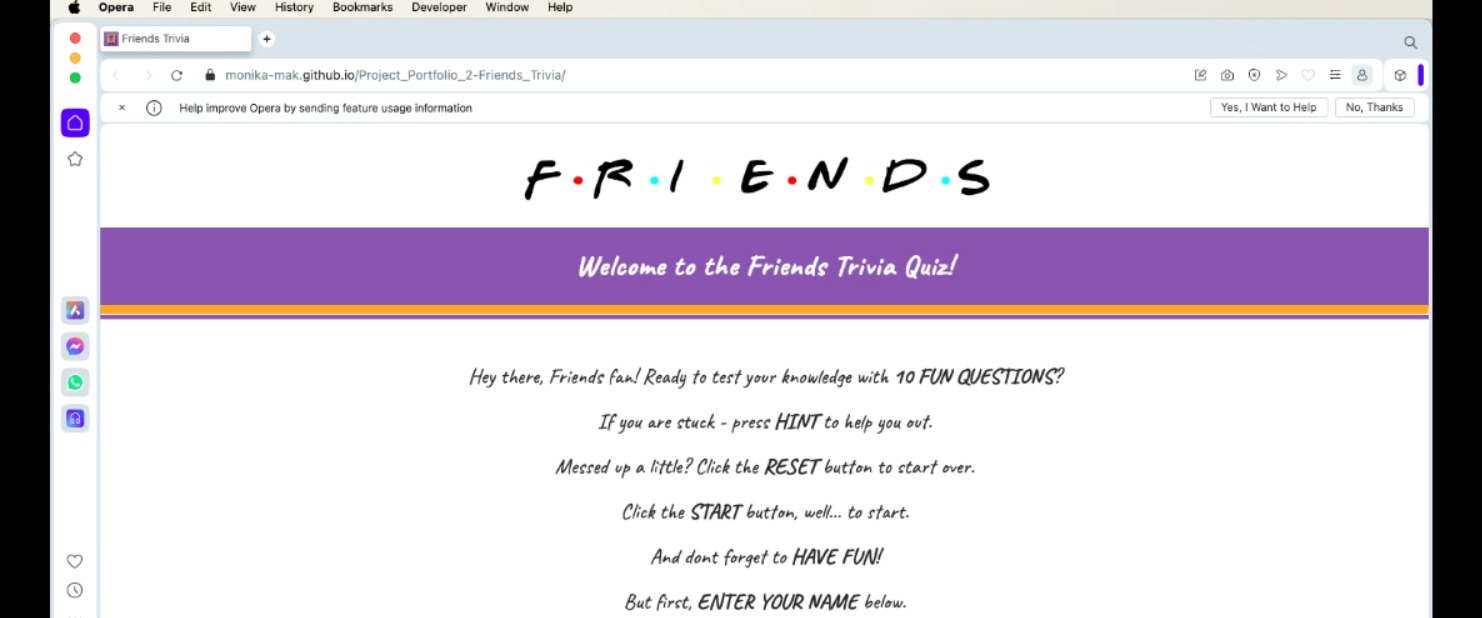 Opera File Edit View History Bookmarks Developer Window Help
Friends Trivia
monika-mak.github.io/Project_Portfolio_2-Friends_Trivia/
Help improve Opera by sending feature usage information Yes, I Want to Help No, Thanks
F•R•I•E•N•D•S
Welcome to the Friends Trivia Quiz!
Hey there, Friends fan! Ready to test your knowledge with 10 FUN QUESTIONS?
If you are stuck - press HINT to help you out.
Messed up a little? Click the RESET button to start over.
Click the START button, well... to start.
And dont forget to HAVE FUN!
But first, ENTER YOUR NAME below.